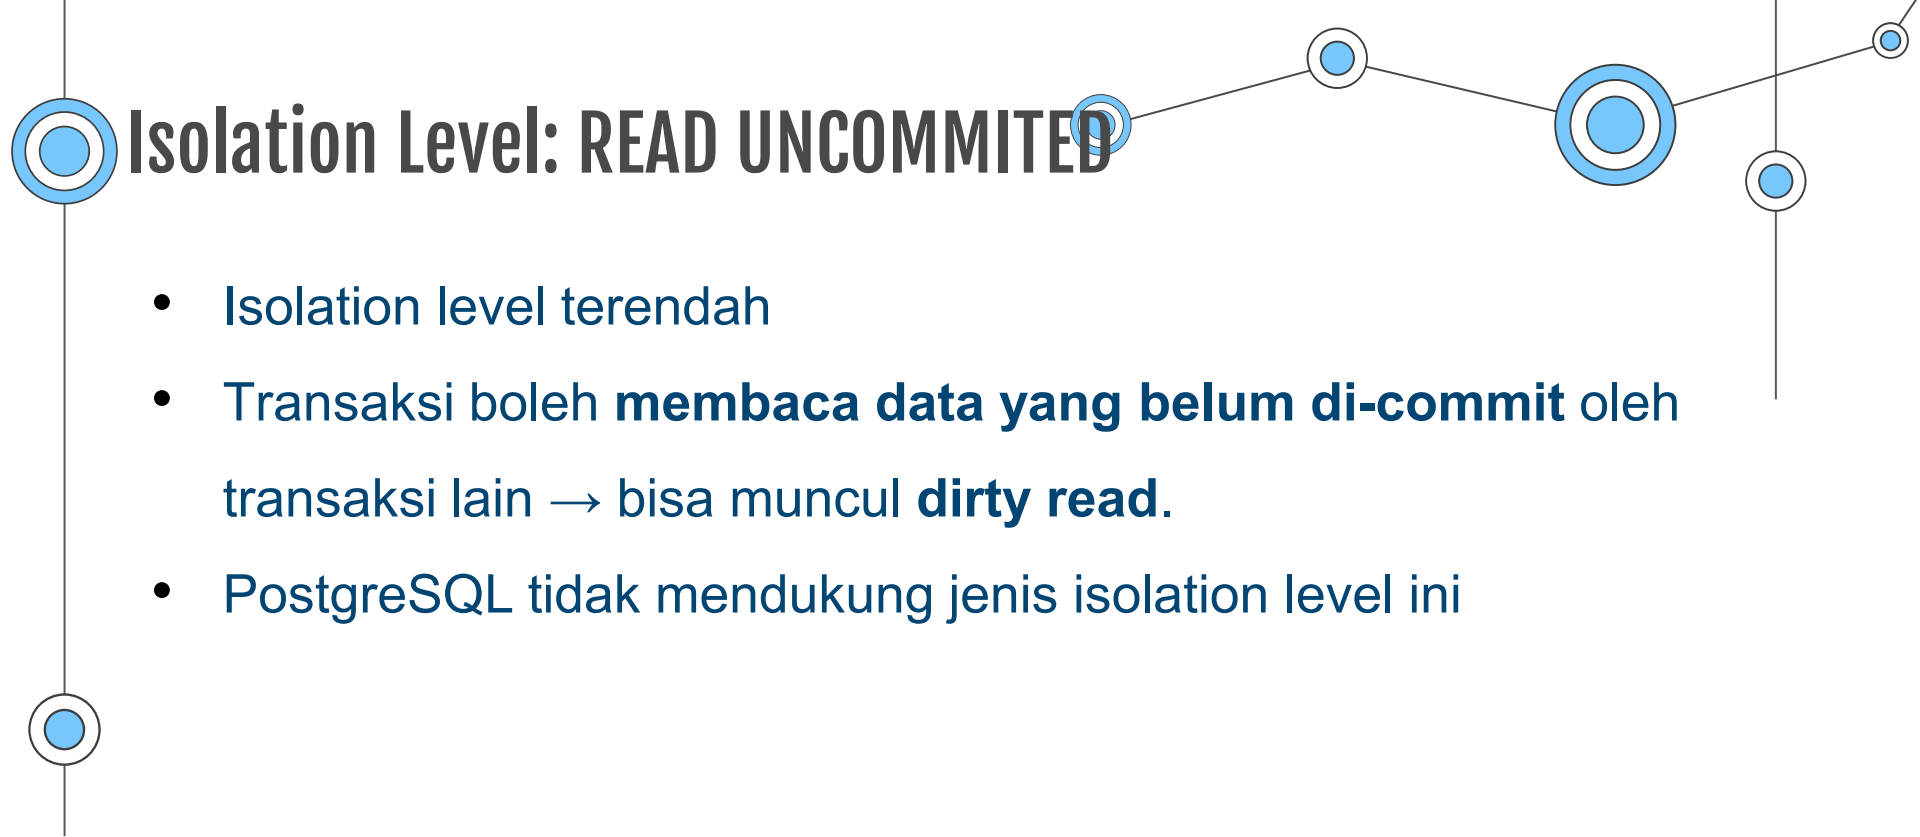 Isolation Level: READ UNCOMMITED
• Isolation level terendah
• Transaksi boleh membaca data yang belum di-commit oleh
transaksi lain → bisa muncul dirty read.
• PostgreSQL tidak mendukung jenis isolation level ini